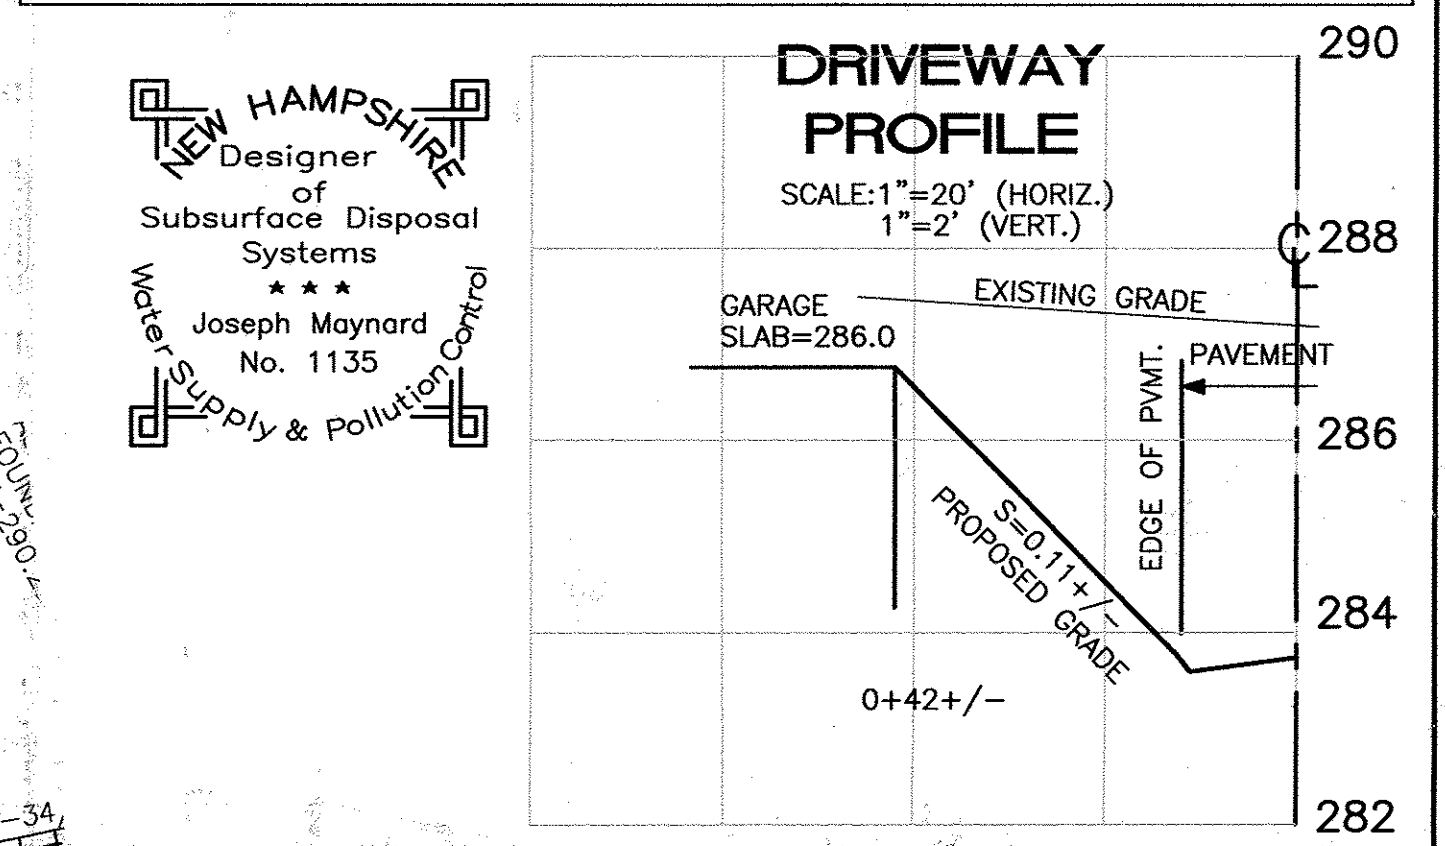 NEW HAMPSHIRE
Designer
of
Subsurface Disposal
Systems
★ ★ ★
Joseph Maynard
No. 1135
Water Supply & Pollution Control
DRIVEWAY
PROFILE
SCALE:1"=20' (HORIZ.)
1"=2' (VERT.)
290
288
286
284
282
CL
EXISTING GRADE
GARAGE
SLAB=286.0
PAVEMENT
EDGE OF PVMT.
S=0.11+/-
PROPOSED GRADE
0+42+/-
-34